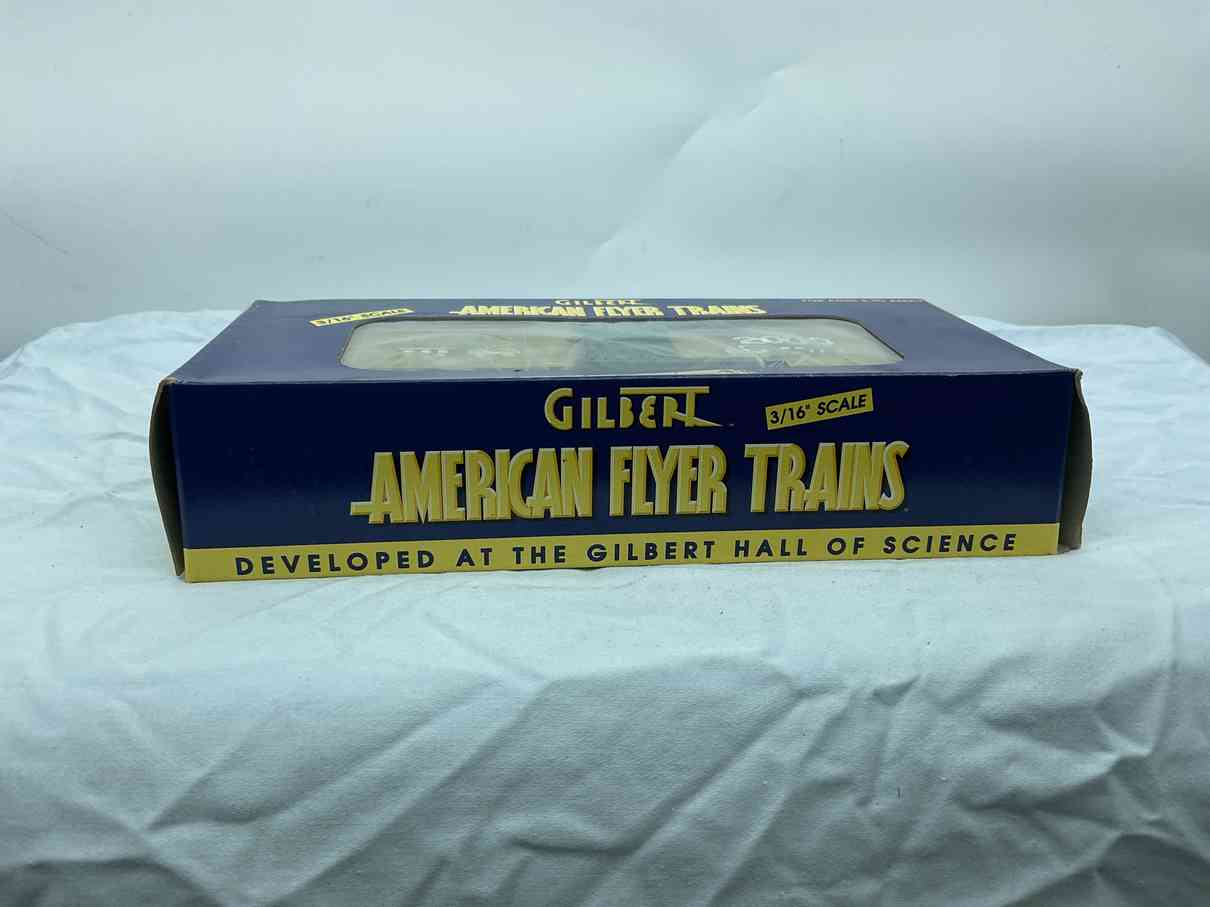 GILBERT
3/16" SCALE
AMERICAN FLYER TRAINS
GILBERT
3/16" SCALE
AMERICAN FLYER TRAINS
DEVELOPED AT THE GILBERT HALL OF SCIENCE